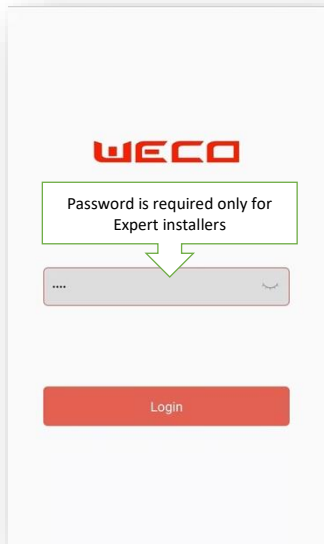 WECO
Password is required only for
Expert installers
....
Login